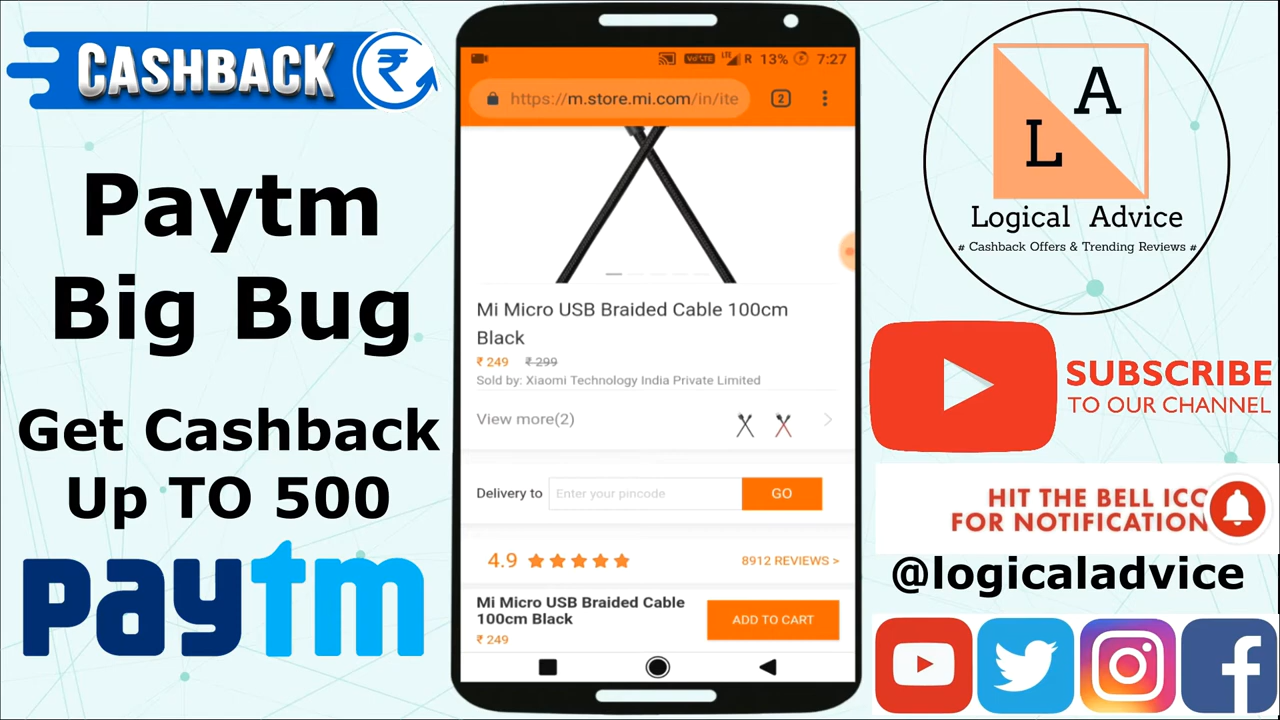 CASHBACK ₹
Paytm
Big Bug
Get Cashback
Up TO 500
paytm
VoLTE LTE R 13% 7:27
https://m.store.mi.com/in/ite
2
Mi Micro USB Braided Cable 100cm
Black
₹ 249 ₹ 299
Sold by: Xiaomi Technology India Private Limited
View more(2)
Delivery to Enter your pincode GO
4.9 8912 REVIEWS >
Mi Micro USB Braided Cable
100cm Black
₹ 249
ADD TO CART
L A
Logical Advice
# Cashback Offers & Trending Reviews #
SUBSCRIBE
TO OUR CHANNEL
HIT THE BELL ICO
FOR NOTIFICATION
@logicaladvice
f